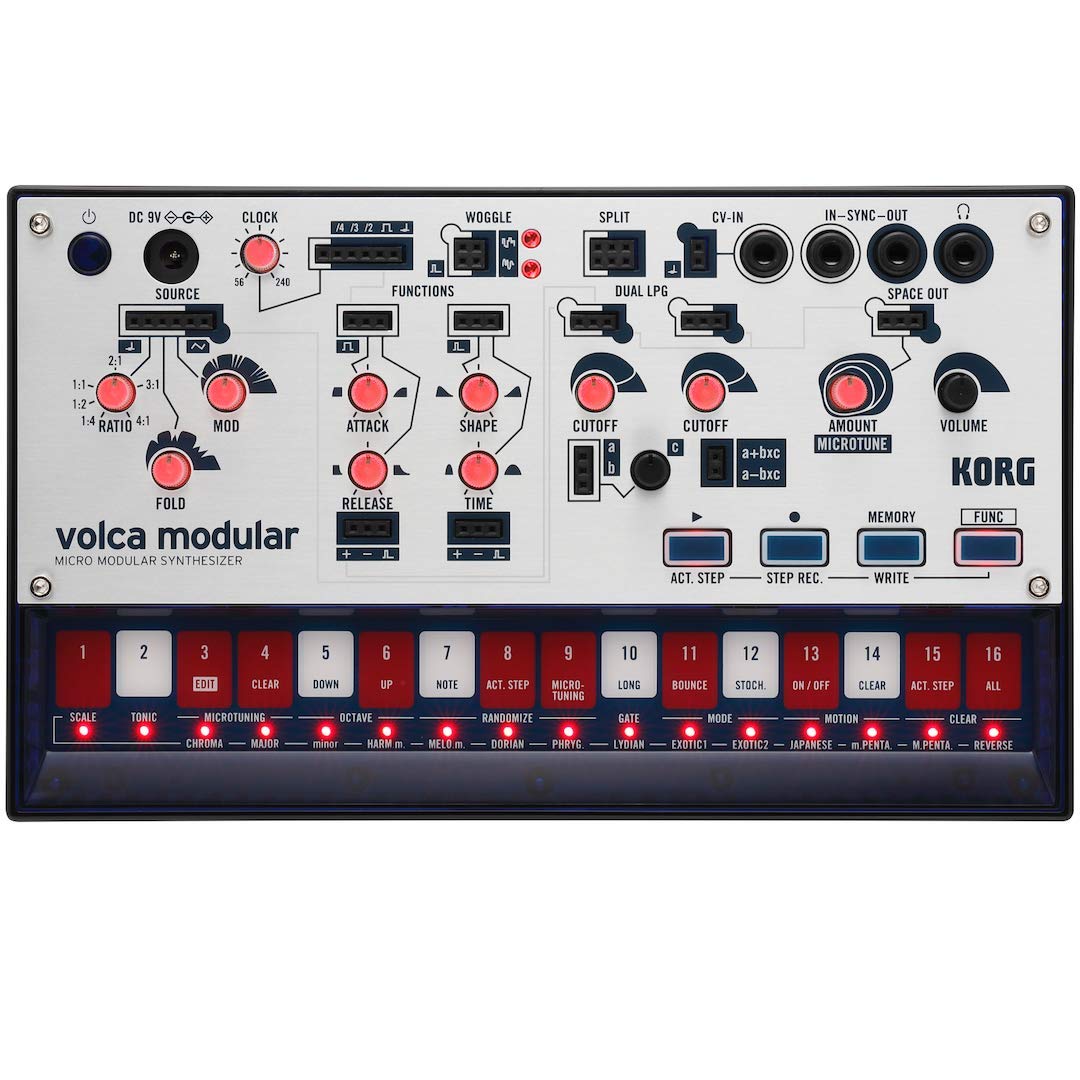 DC 9V
CLOCK
/4 /3 /2
WOGGLE
SPLIT
CV-IN
IN-SYNC-OUT
56
240
SOURCE
FUNCTIONS
DUAL LPG
SPACE OUT
2:1
1:1
3:1
1:2
1:4
4:1
RATIO
MOD
ATTACK
SHAPE
CUTOFF
CUTOFF
AMOUNT
MICROTUNE
VOLUME
a
b
c
a+bxc
a-bxc
KORG
FOLD
RELEASE
TIME
+ -
+ -
volca modular
MICRO MODULAR SYNTHESIZER
MEMORY
FUNC
ACT. STEP
STEP REC.
WRITE
1 2 3 4 5 6 7 8 9 10 11 12 13 14 15 16
EDIT CLEAR DOWN UP NOTE ACT. STEP MICRO-TUNING LONG BOUNCE STOCH. ON / OFF CLEAR ACT. STEP ALL
SCALE TONIC MICROTUNING OCTAVE RANDOMIZE GATE MODE MOTION CLEAR
CHROMA MAJOR minor HARM.m. MELO.m. DORIAN PHRYG. LYDIAN EXOTIC1 EXOTIC2 JAPANESE m.PENTA. M.PENTA. REVERSE